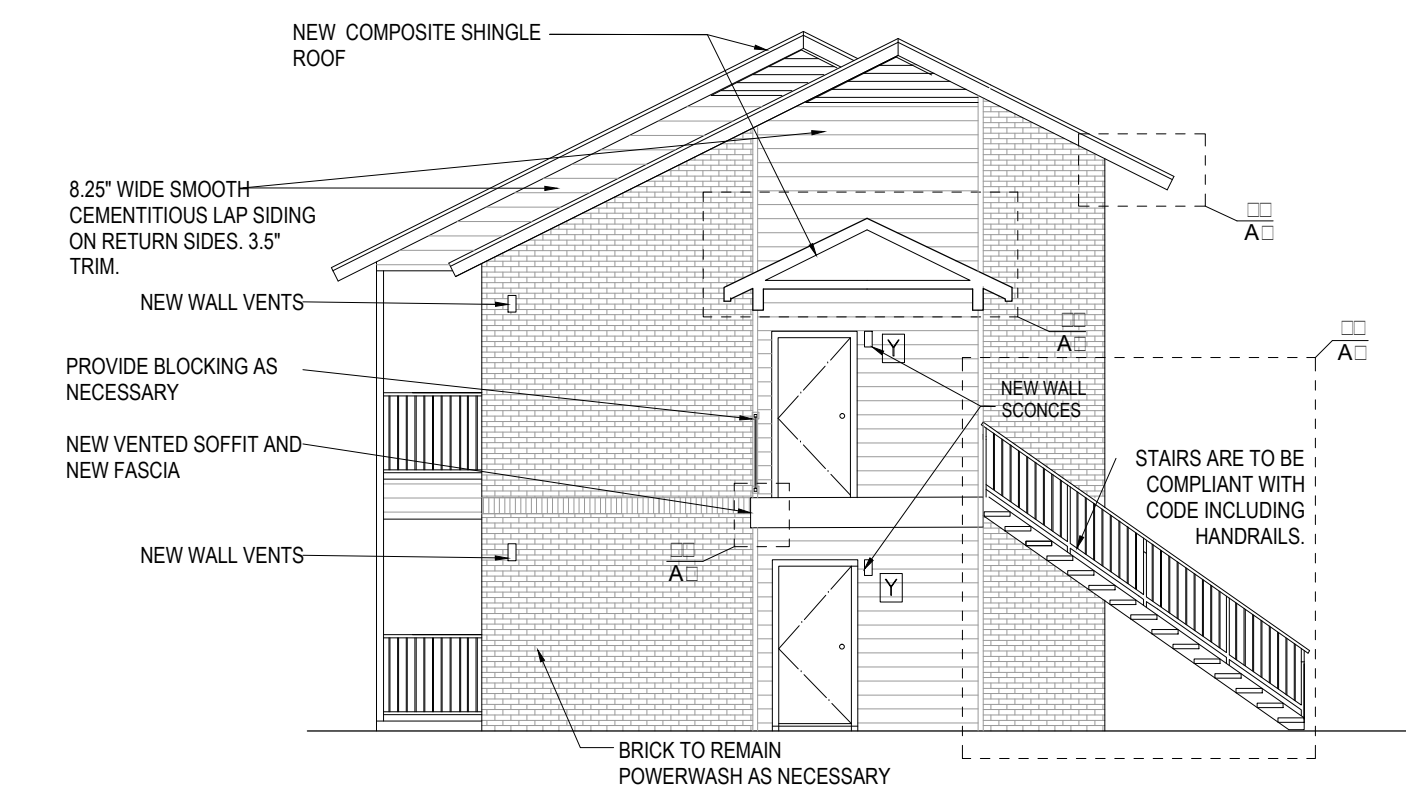 NEW COMPOSITE SHINGLE
ROOF
8.25" WIDE SMOOTH
CEMENTITIOUS LAP SIDING
ON RETURN SIDES. 3.5"
TRIM.
A
NEW WALL VENTS
A
A
Y
PROVIDE BLOCKING AS
NECESSARY
NEW WALL
SCONCES
NEW VENTED SOFFIT AND
NEW FASCIA
STAIRS ARE TO BE
COMPLIANT WITH
CODE INCLUDING
HANDRAILS.
NEW WALL VENTS
A
Y
BRICK TO REMAIN
POWERWASH AS NECESSARY